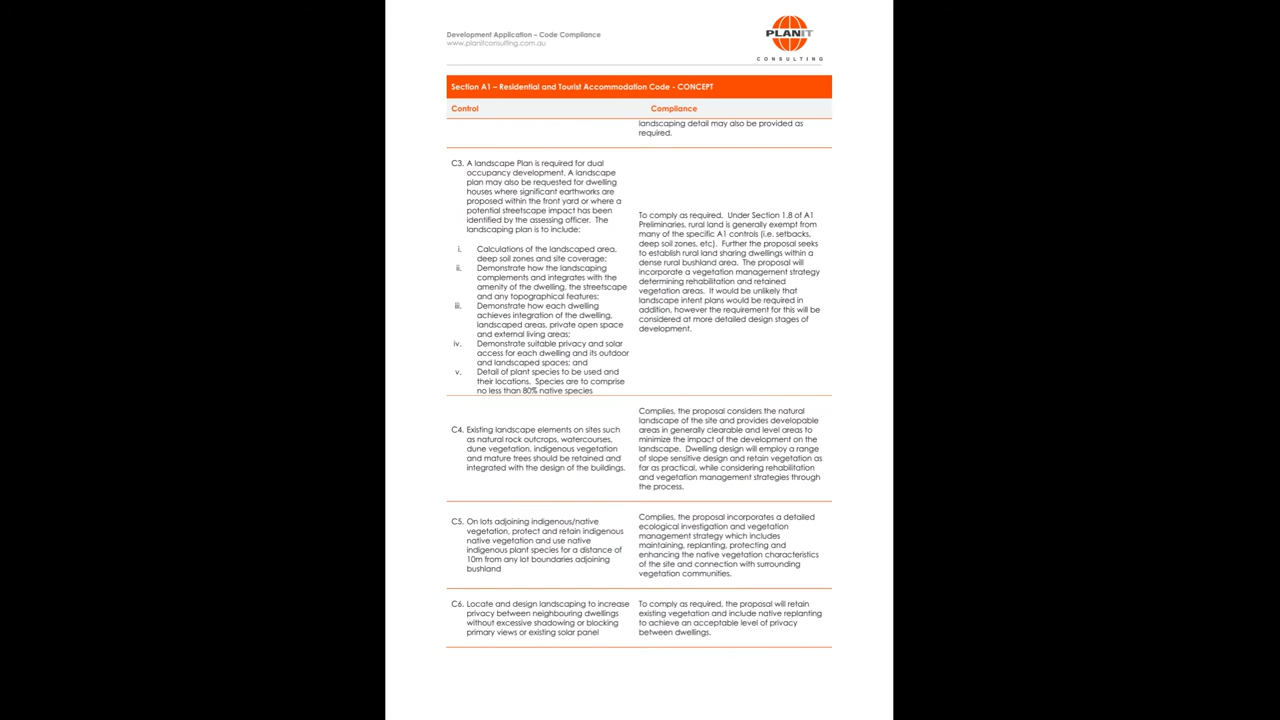 Development Application – Code Compliance
www.planitconsulting.com.au
PLANIT
CONSULTING
Section A1 – Residential and Tourist Accommodation Code - CONCEPT
Control
Compliance
landscaping detail may also be provided as
required.
C3. A landscape Plan is required for dual
occupancy development. A landscape
plan may also be requested for dwelling
houses where significant earthworks are
proposed within the front yard or where a
potential streetscape impact has been
identified by the assessing officer. The
landscaping plan is to include:
i. Calculations of the landscaped area,
deep soil zones and site coverage;
ii. Demonstrate how the landscaping
complements and integrates with the
amenity of the dwelling, the streetscape
and any topographical features;
iii. Demonstrate how each dwelling
achieves integration of the dwelling,
landscaped areas, private open space
and external living areas;
iv. Demonstrate suitable privacy and solar
access for each dwelling and its outdoor
and landscaped spaces; and
v. Detail of plant species to be used and
their locations. Species are to comprise
no less than 80% native species
To comply as required. Under Section 1.8 of A1
Preliminaries, rural land is generally exempt from
many of the specific A1 controls (i.e. setbacks,
deep soil zones, etc). Further the proposal seeks
to establish rural land sharing dwellings within a
dense rural bushland area. The proposal will
incorporate a vegetation management strategy
determining rehabilitation and retained
vegetation areas. It would be unlikely that
landscape intent plans would be required in
addition, however the requirement for this will be
considered at more detailed design stages of
development.
C4. Existing landscape elements on sites such
as natural rock outcrops, watercourses,
dune vegetation, indigenous vegetation
and mature trees should be retained and
integrated with the design of the buildings.
Complies, the proposal considers the natural
landscape of the site and provides developable
areas in generally clearable and level areas to
minimize the impact of the development on the
landscape. Dwelling design will employ a range
of slope sensitive design and retain vegetation as
far as practical, while considering rehabilitation
and vegetation management strategies through
the process.
C5. On lots adjoining indigenous/native
vegetation, protect and retain indigenous
native vegetation and use native
indigenous plant species for a distance of
10m from any lot boundaries adjoining
bushland
Complies, the proposal incorporates a detailed
ecological investigation and vegetation
management strategy which includes
maintaining, replanting, protecting and
enhancing the native vegetation characteristics
of the site and connection with surrounding
vegetation communities.
C6. Locate and design landscaping to increase
privacy between neighbouring dwellings
without excessive shadowing or blocking
primary views or existing solar panel
To comply as required, the proposal will retain
existing vegetation and include native replanting
to achieve an acceptable level of privacy
between dwellings.